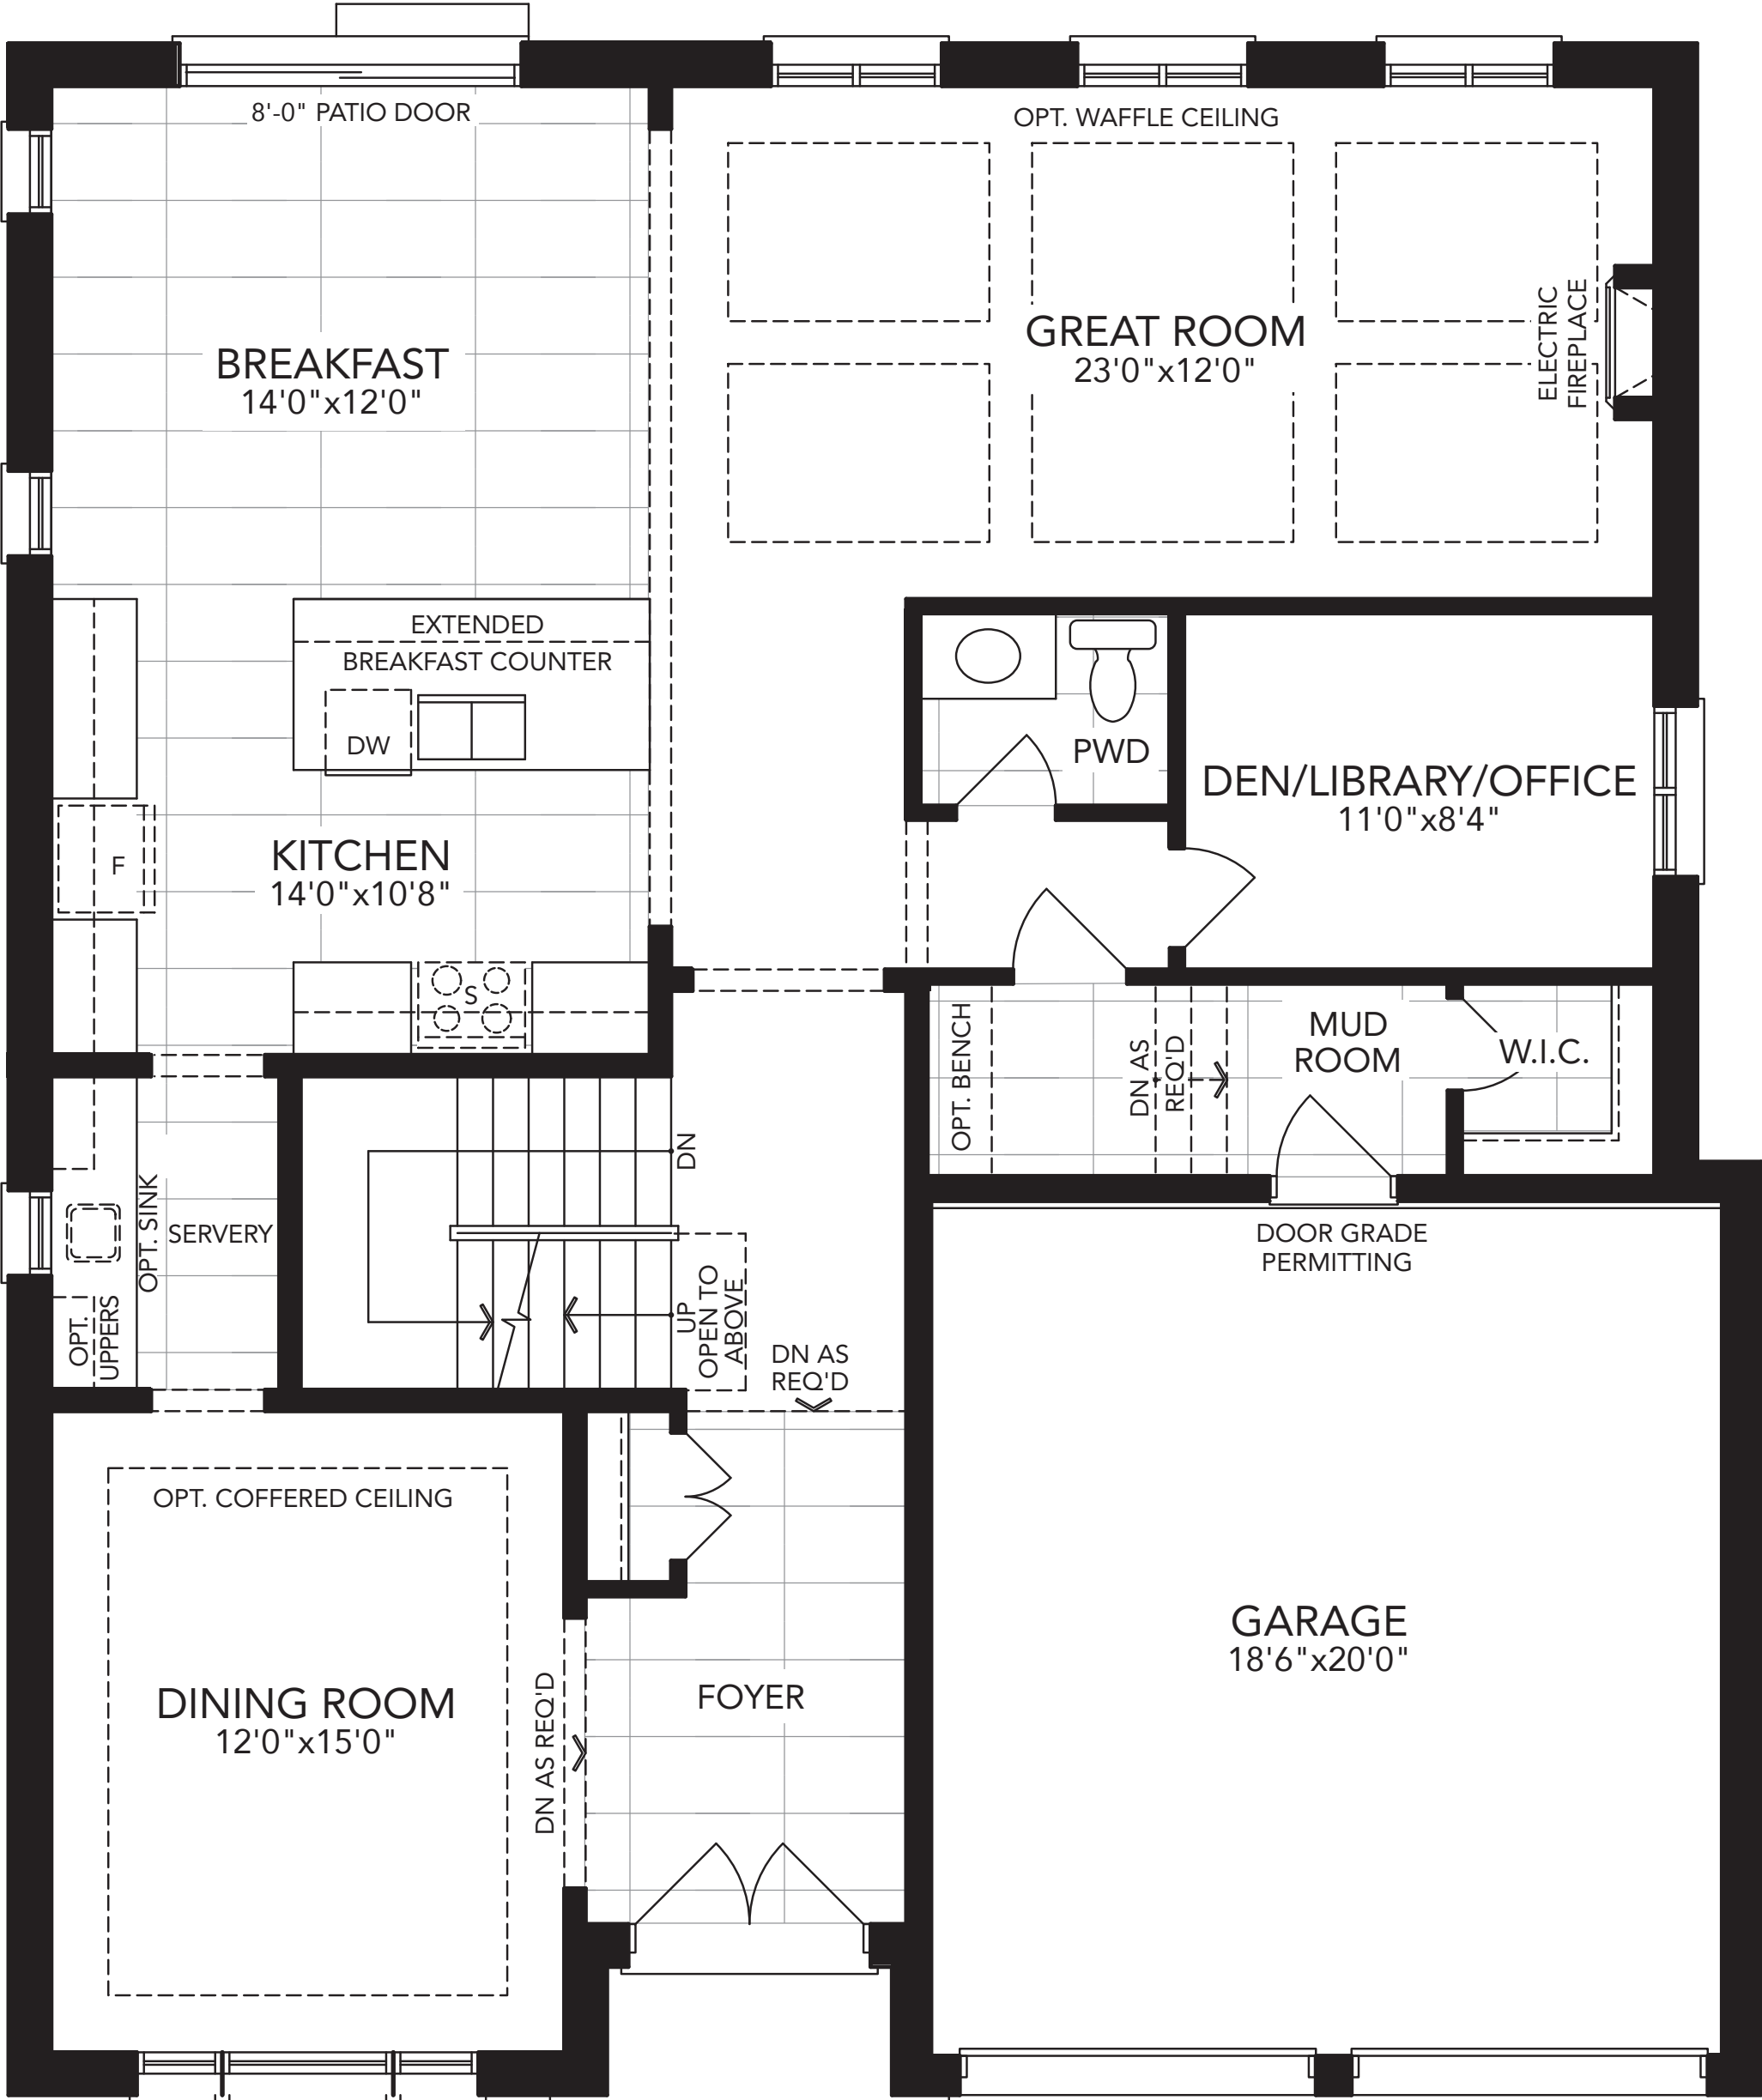 8'-0" PATIO DOOR
OPT. WAFFLE CEILING
BREAKFAST
14'0"x12'0"
GREAT ROOM
23'0"x12'0"
ELECTRIC
FIREPLACE
EXTENDED
BREAKFAST COUNTER
DW
PWD
DEN/LIBRARY/OFFICE
11'0"x8'4"
F
KITCHEN
14'0"x10'8"
S
OPT. BENCH
DN AS
REQ'D
MUD
ROOM
W.I.C.
DN
OPT. SINK
SERVERY
OPT.
UPPERS
UP
OPEN TO
ABOVE
DN AS
REQ'D
DOOR GRADE
PERMITTING
OPT. COFFERED CEILING
DINING ROOM
12'0"x15'0"
DN AS REQ'D
FOYER
GARAGE
18'6"x20'0"